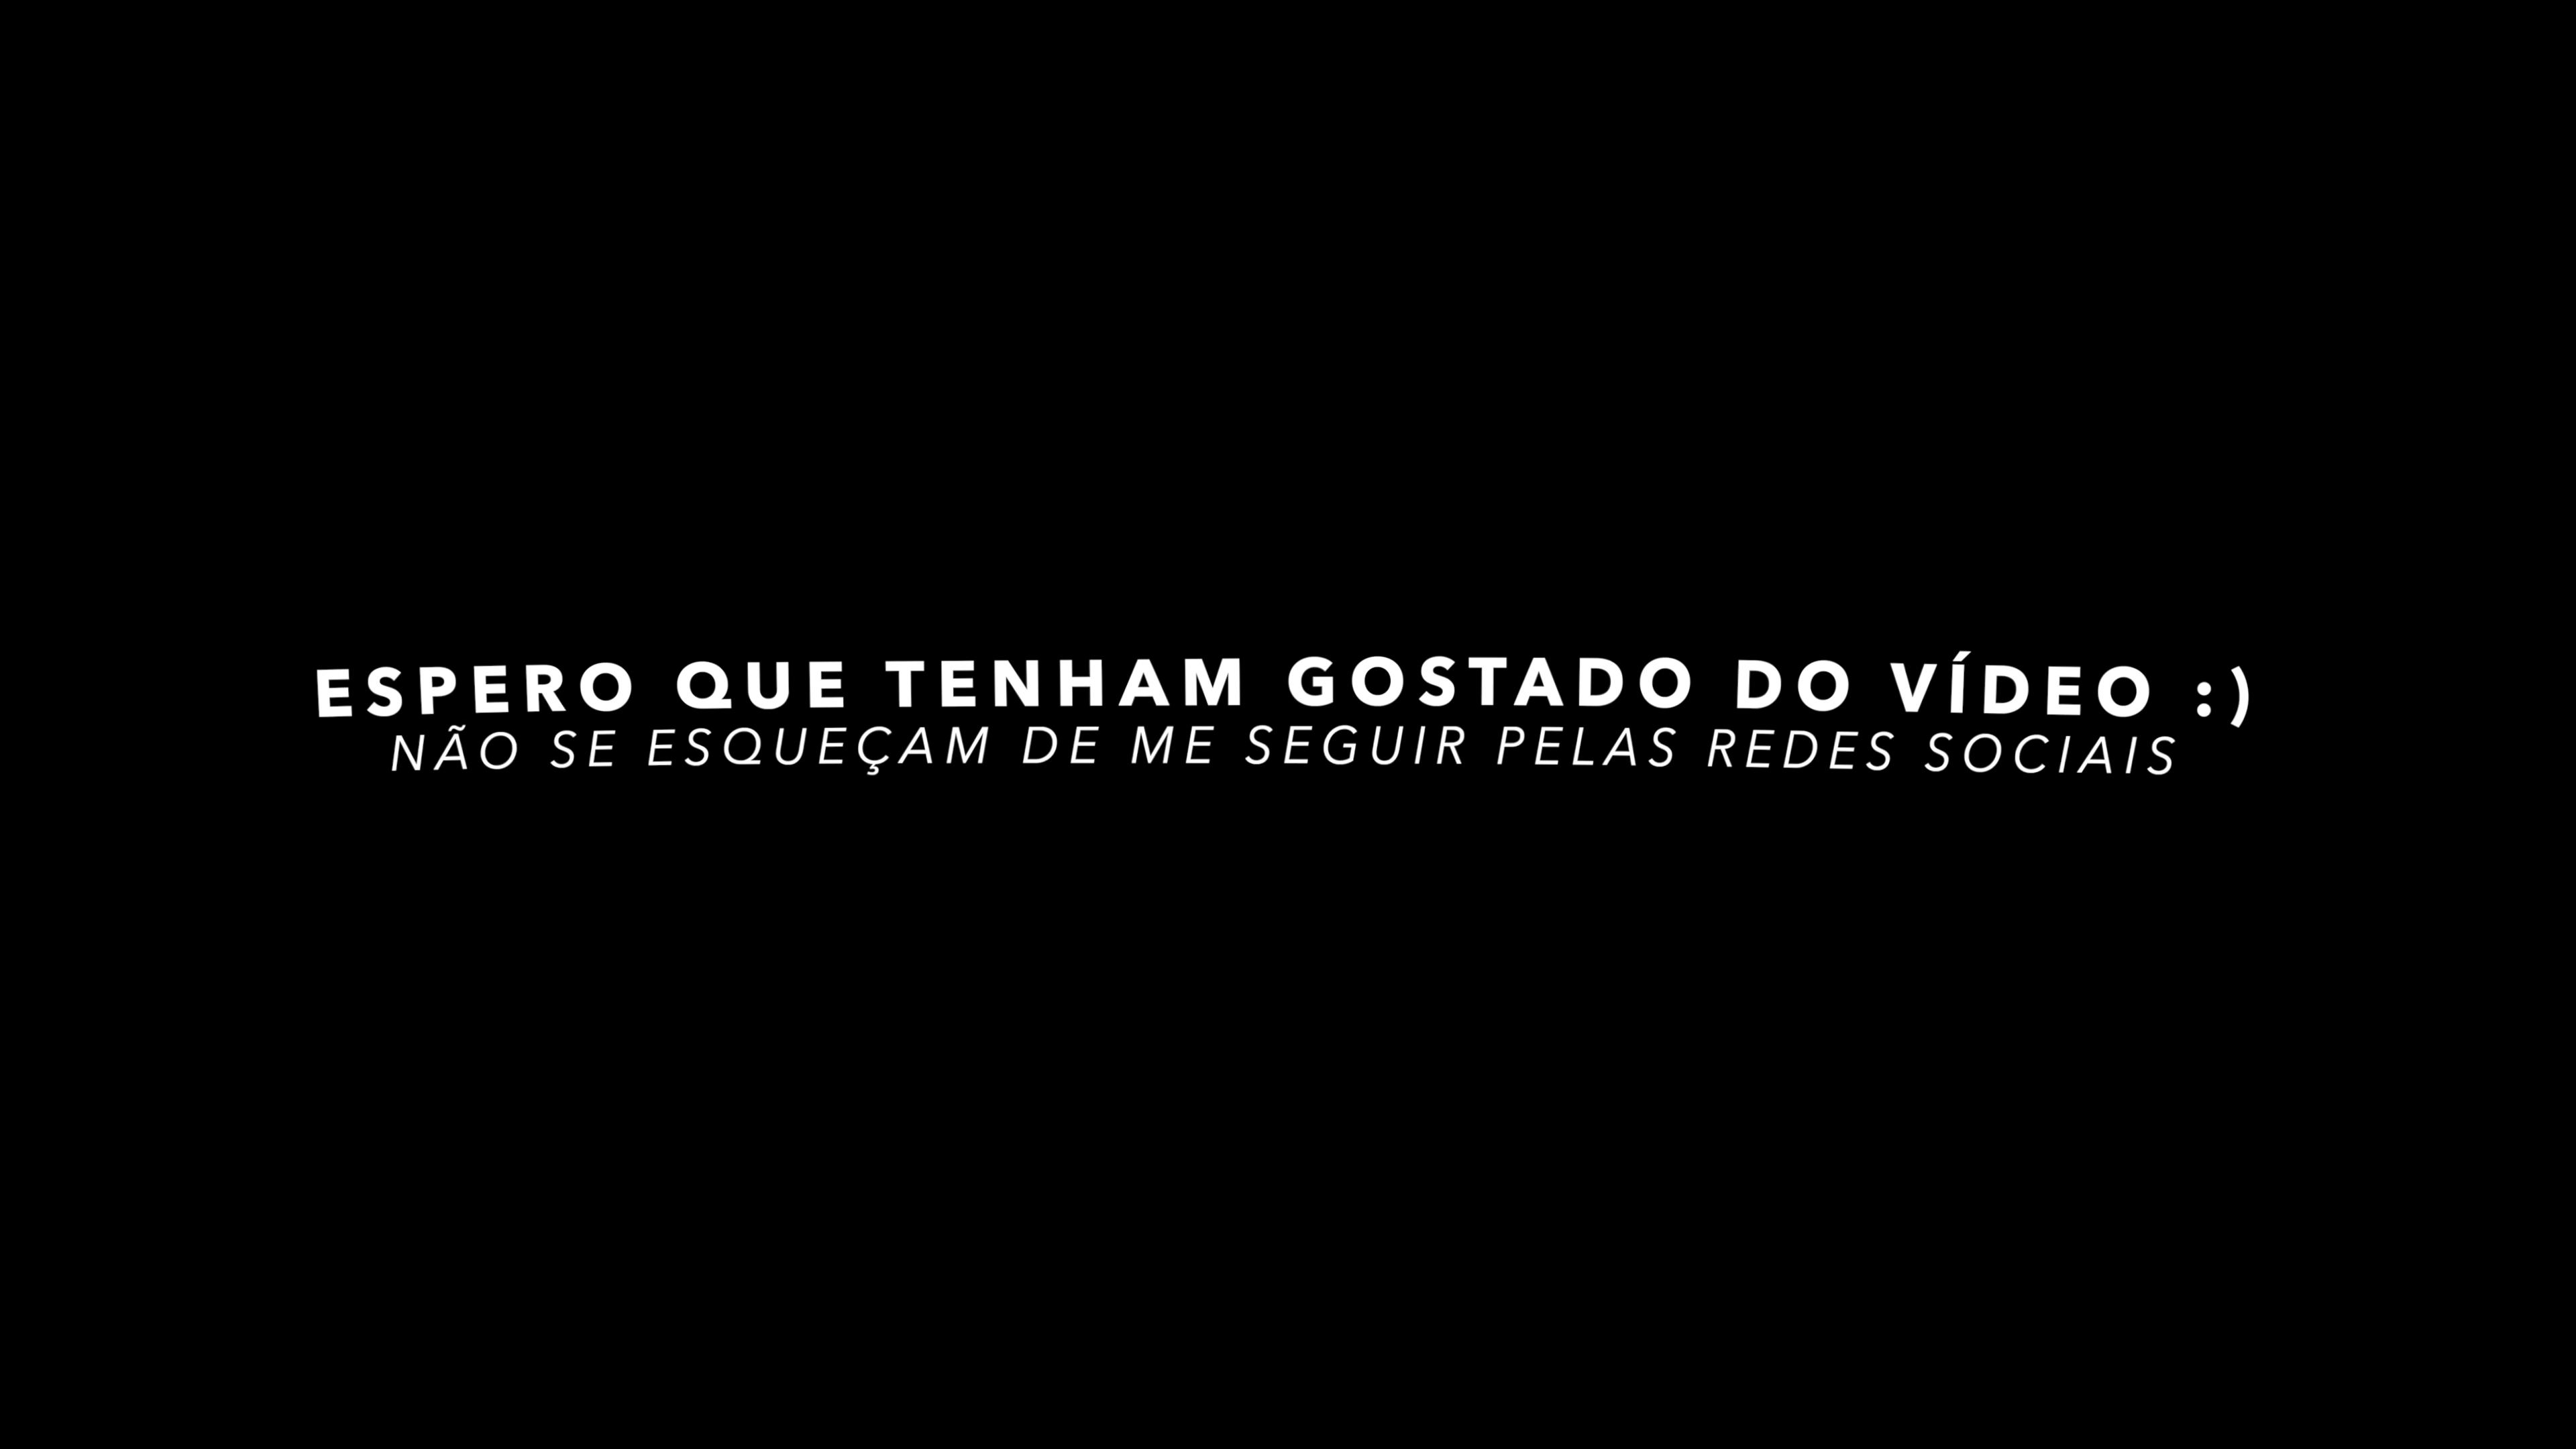 ESPERO QUE TENHAM GOSTADO DO VÍDEO :)
NÃO SE ESQUEÇAM DE ME SEGUIR PELAS REDES SOCIAIS